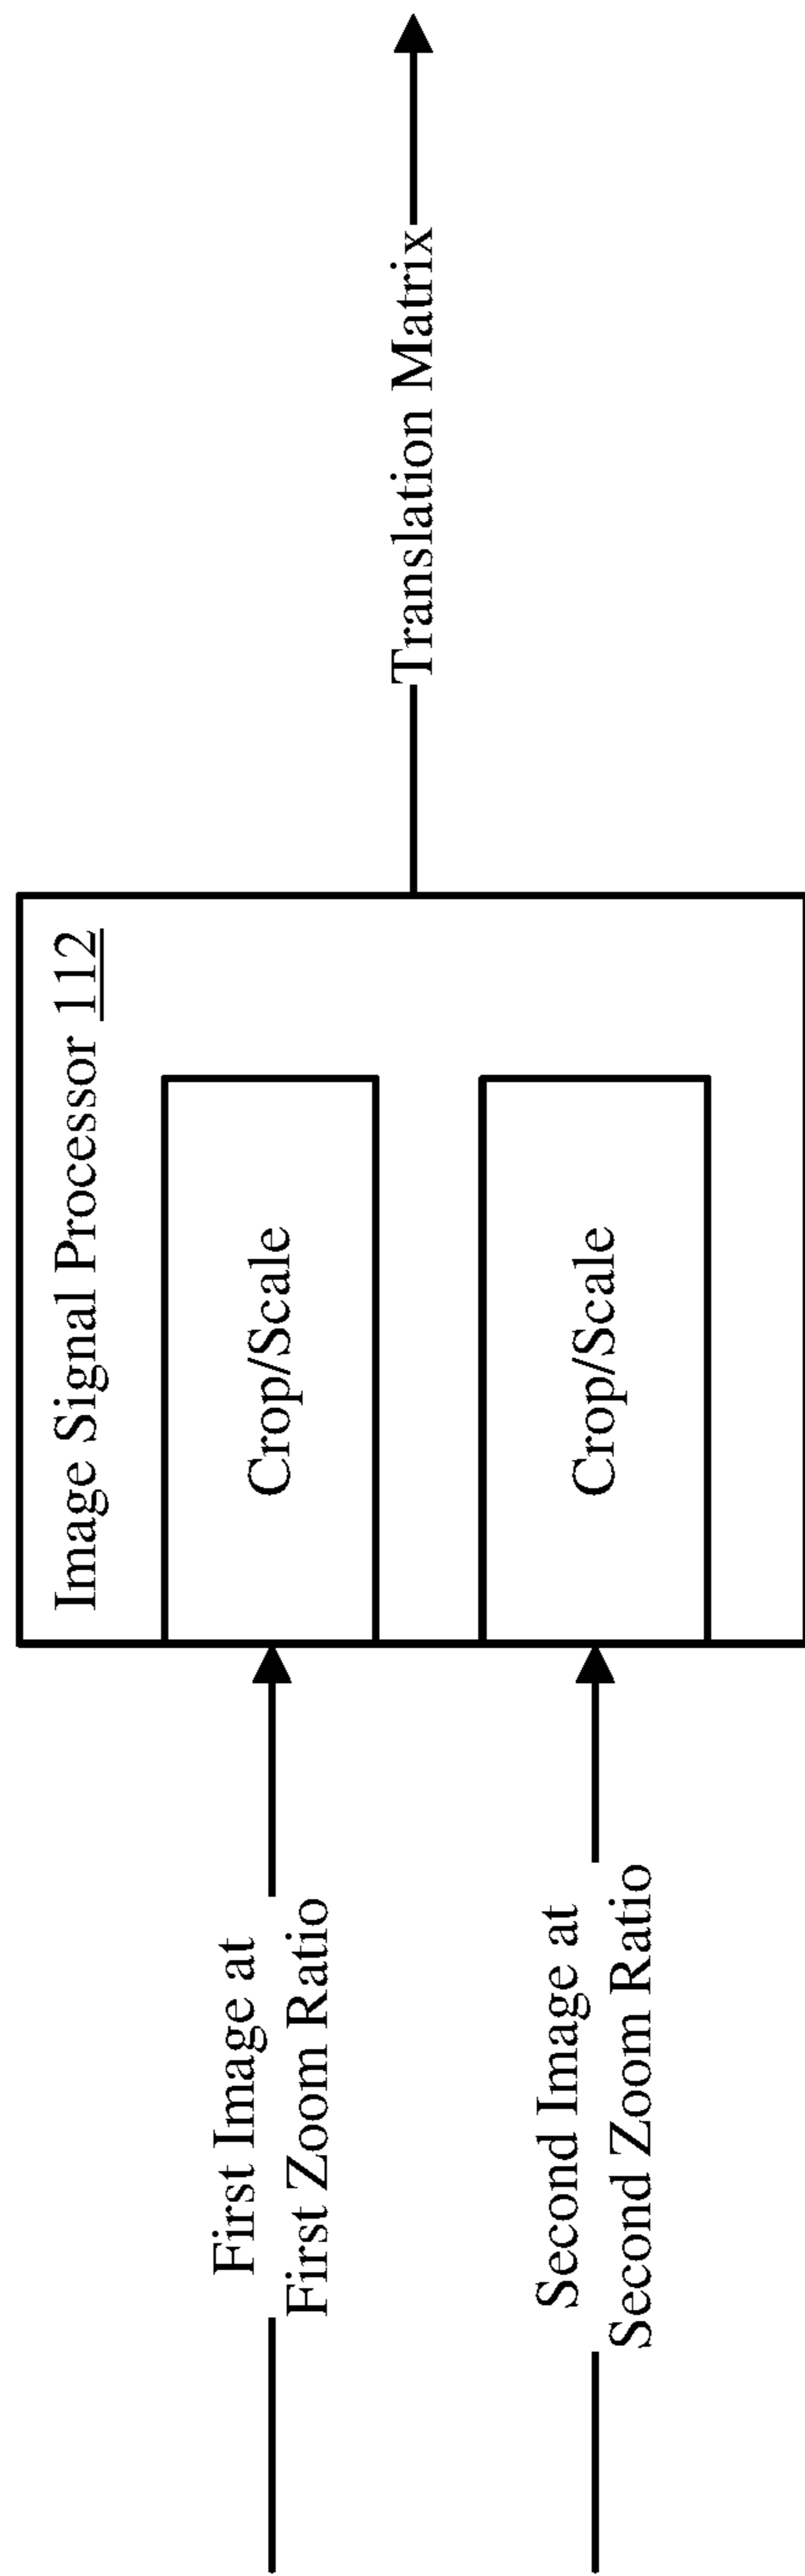 Image Signal Processor 112
First Image at
First Zoom Ratio
Crop/Scale
Second Image at
Second Zoom Ratio
Crop/Scale
Translation Matrix